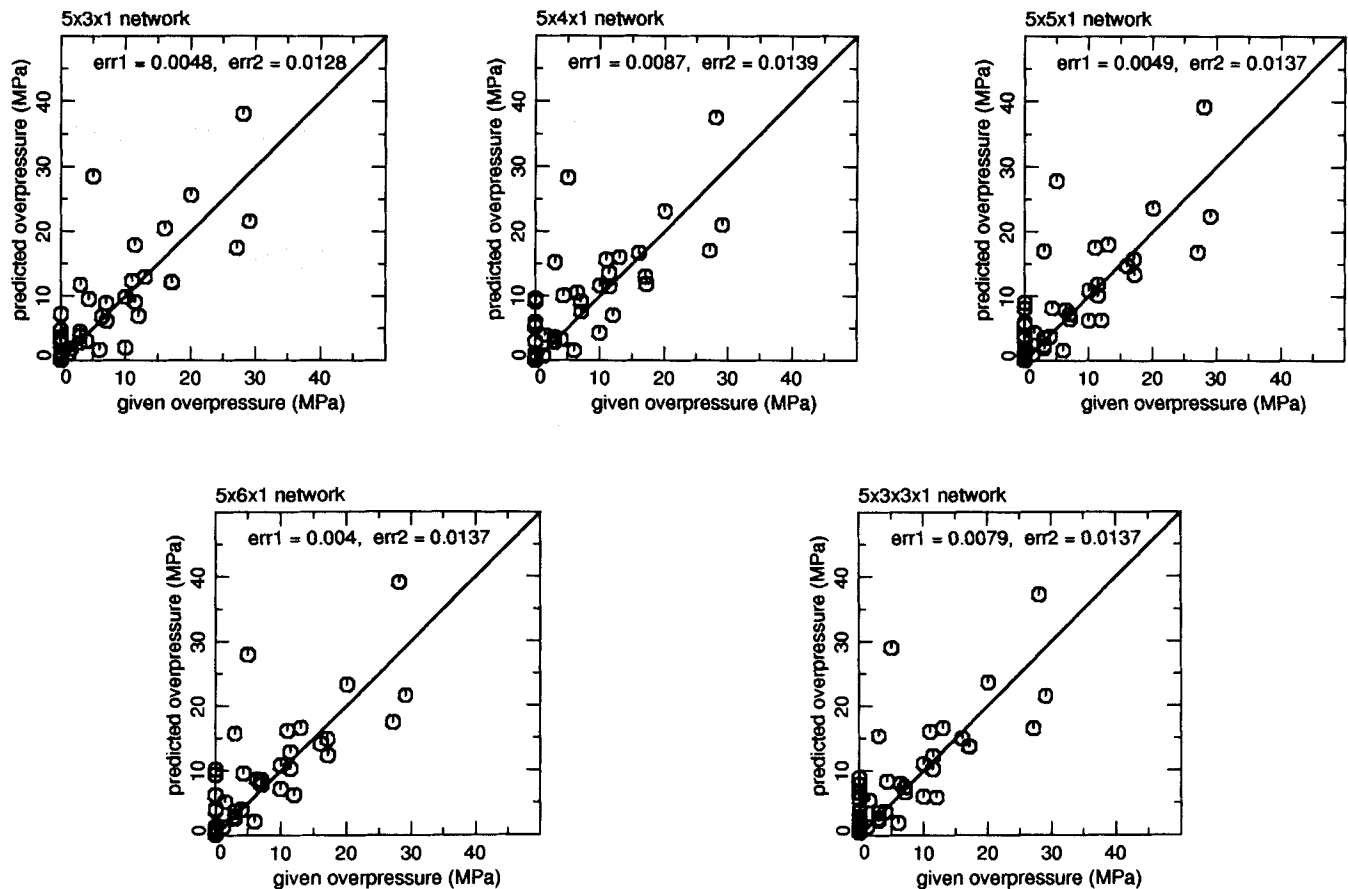 5x3x1 network
err1 = 0.0048, err2 = 0.0128
predicted overpressure (MPa)
0 10 20 30 40
0 10 20 30 40
given overpressure (MPa)
5x4x1 network
err1 = 0.0087, err2 = 0.0139
predicted overpressure (MPa)
0 10 20 30 40
0 10 20 30 40
given overpressure (MPa)
5x5x1 network
err1 = 0.0049, err2 = 0.0137
predicted overpressure (MPa)
0 10 20 30 40
0 10 20 30 40
given overpressure (MPa)
5x6x1 network
err1 = 0.004, err2 = 0.0137
predicted overpressure (MPa)
0 10 20 30 40
0 10 20 30 40
given overpressure (MPa)
5x3x3x1 network
err1 = 0.0079, err2 = 0.0137
predicted overpressure (MPa)
0 10 20 30 40
0 10 20 30 40
given overpressure (MPa)